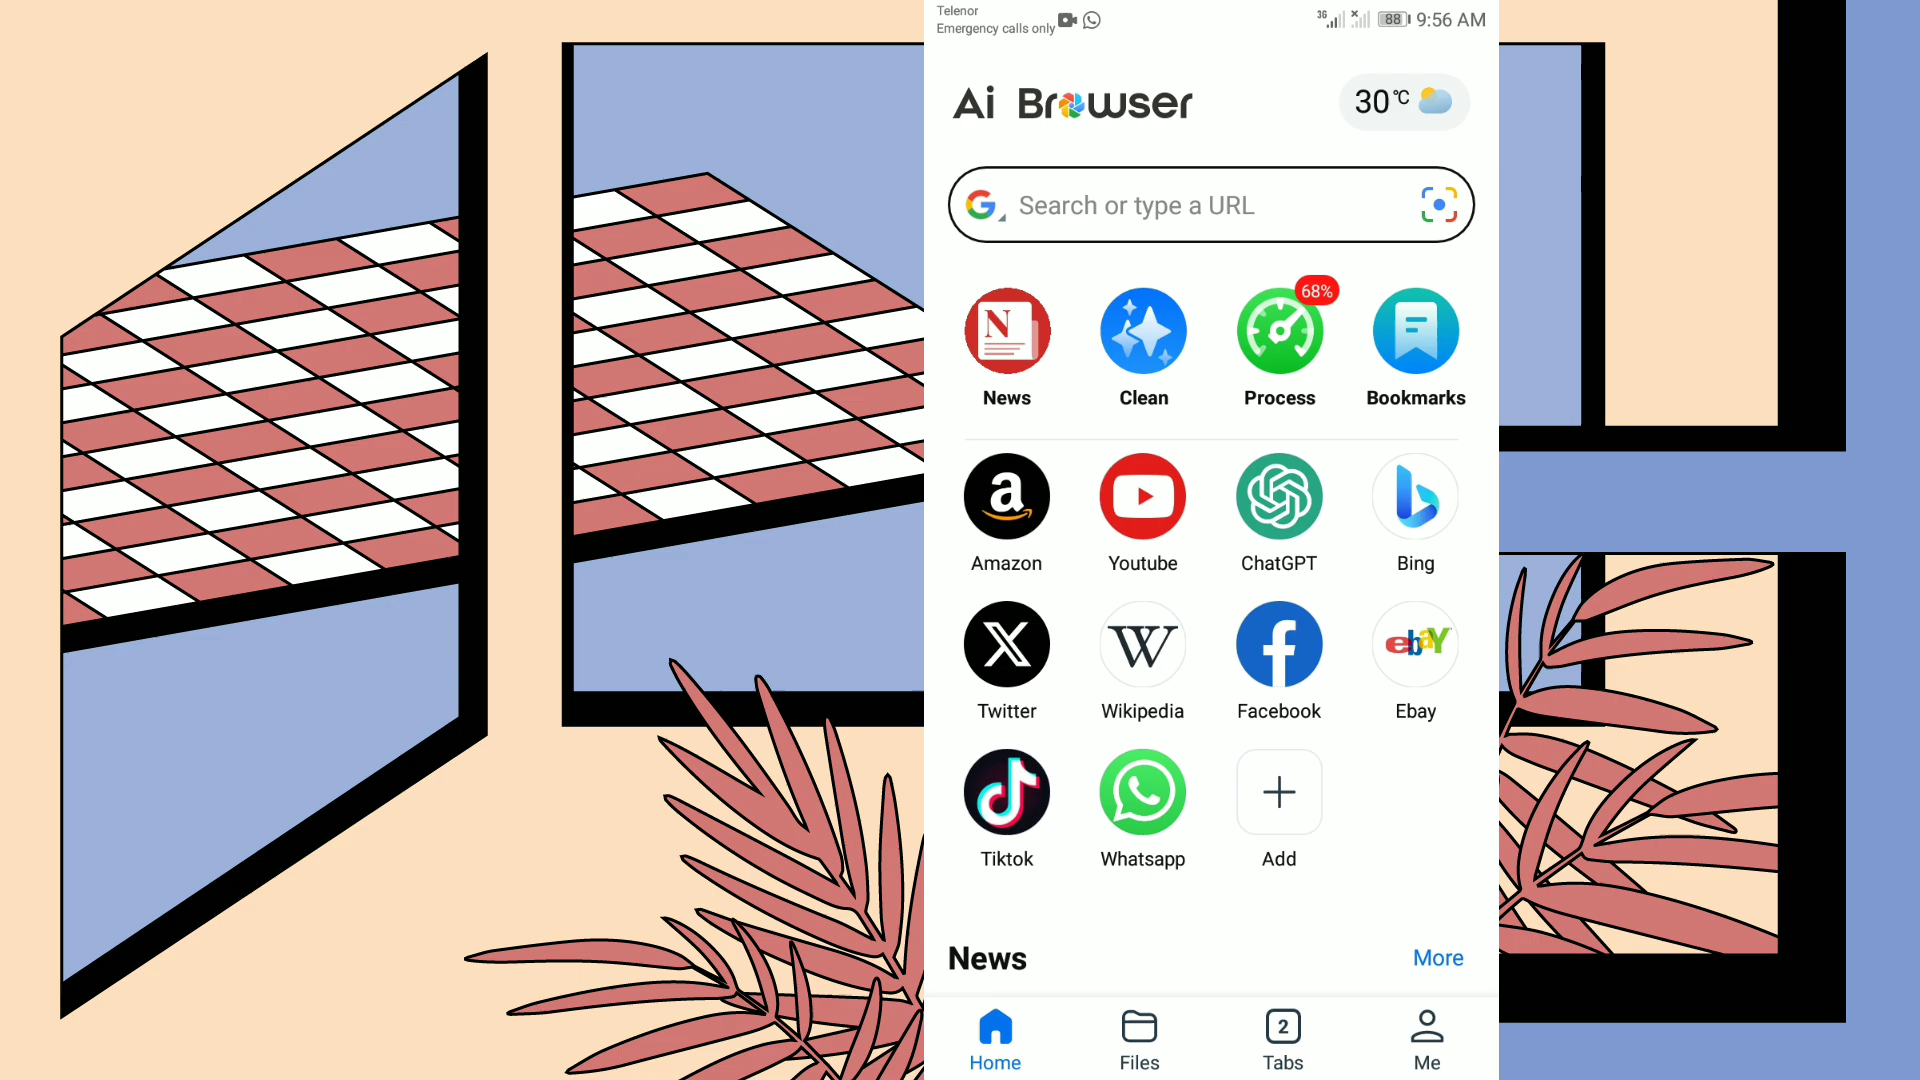 Telenor
Emergency calls only
3G 88 9:56 AM
Ai Browser
30°C
Search or type a URL
68%
N
News Clean Process Bookmarks
a
Amazon Youtube ChatGPT Bing
X W f ebaY
Twitter Wikipedia Facebook Ebay
Tiktok Whatsapp Add
News More
2
Home Files Tabs Me